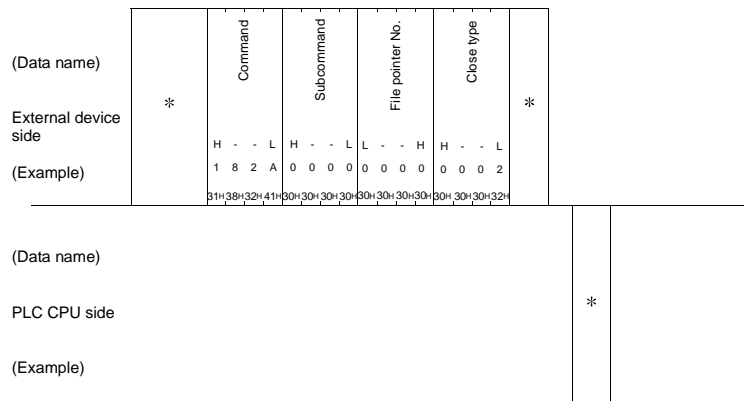 (Data name)
Command
Subcommand
File pointer No.
Close type
*
*
External device
side
H - - L H - - L L - - H H - - L
(Example)
1 8 2 A 0 0 0 0 0 0 0 0 0 0 0 2
31H 38H 32H 41H 30H 30H 30H 30H 30H 30H 30H 30H 30H 30H 30H 32H
(Data name)
PLC CPU side
*
(Example)